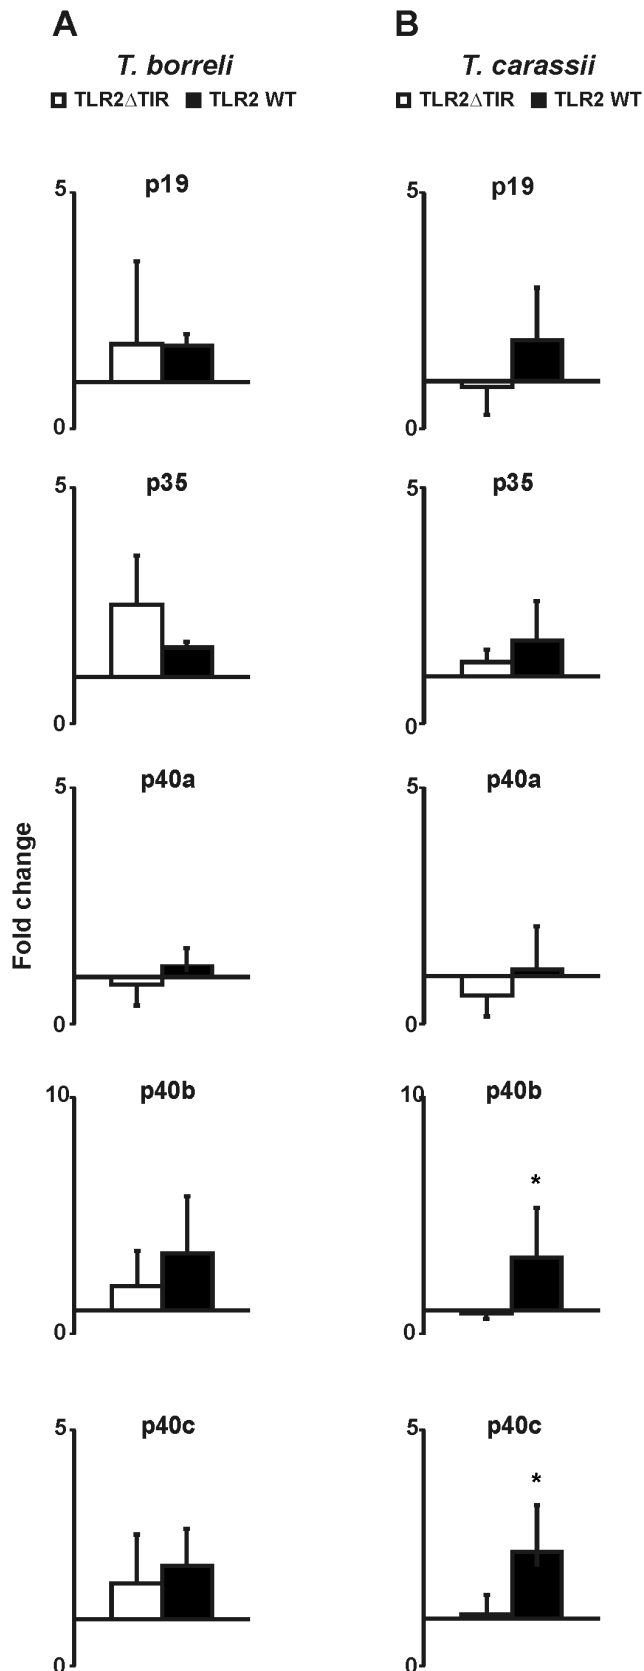 A B
T. borreli T. carassii
TLR2ΔTIR TLR2 WT TLR2ΔTIR TLR2 WT
p19 p19
5 5
0 0
p35 p35
5 5
0 0
p40a p40a
5 5
0 0
Fold change
p40b p40b
10 10
*
0 0
p40c p40c
5 5
*
0 0